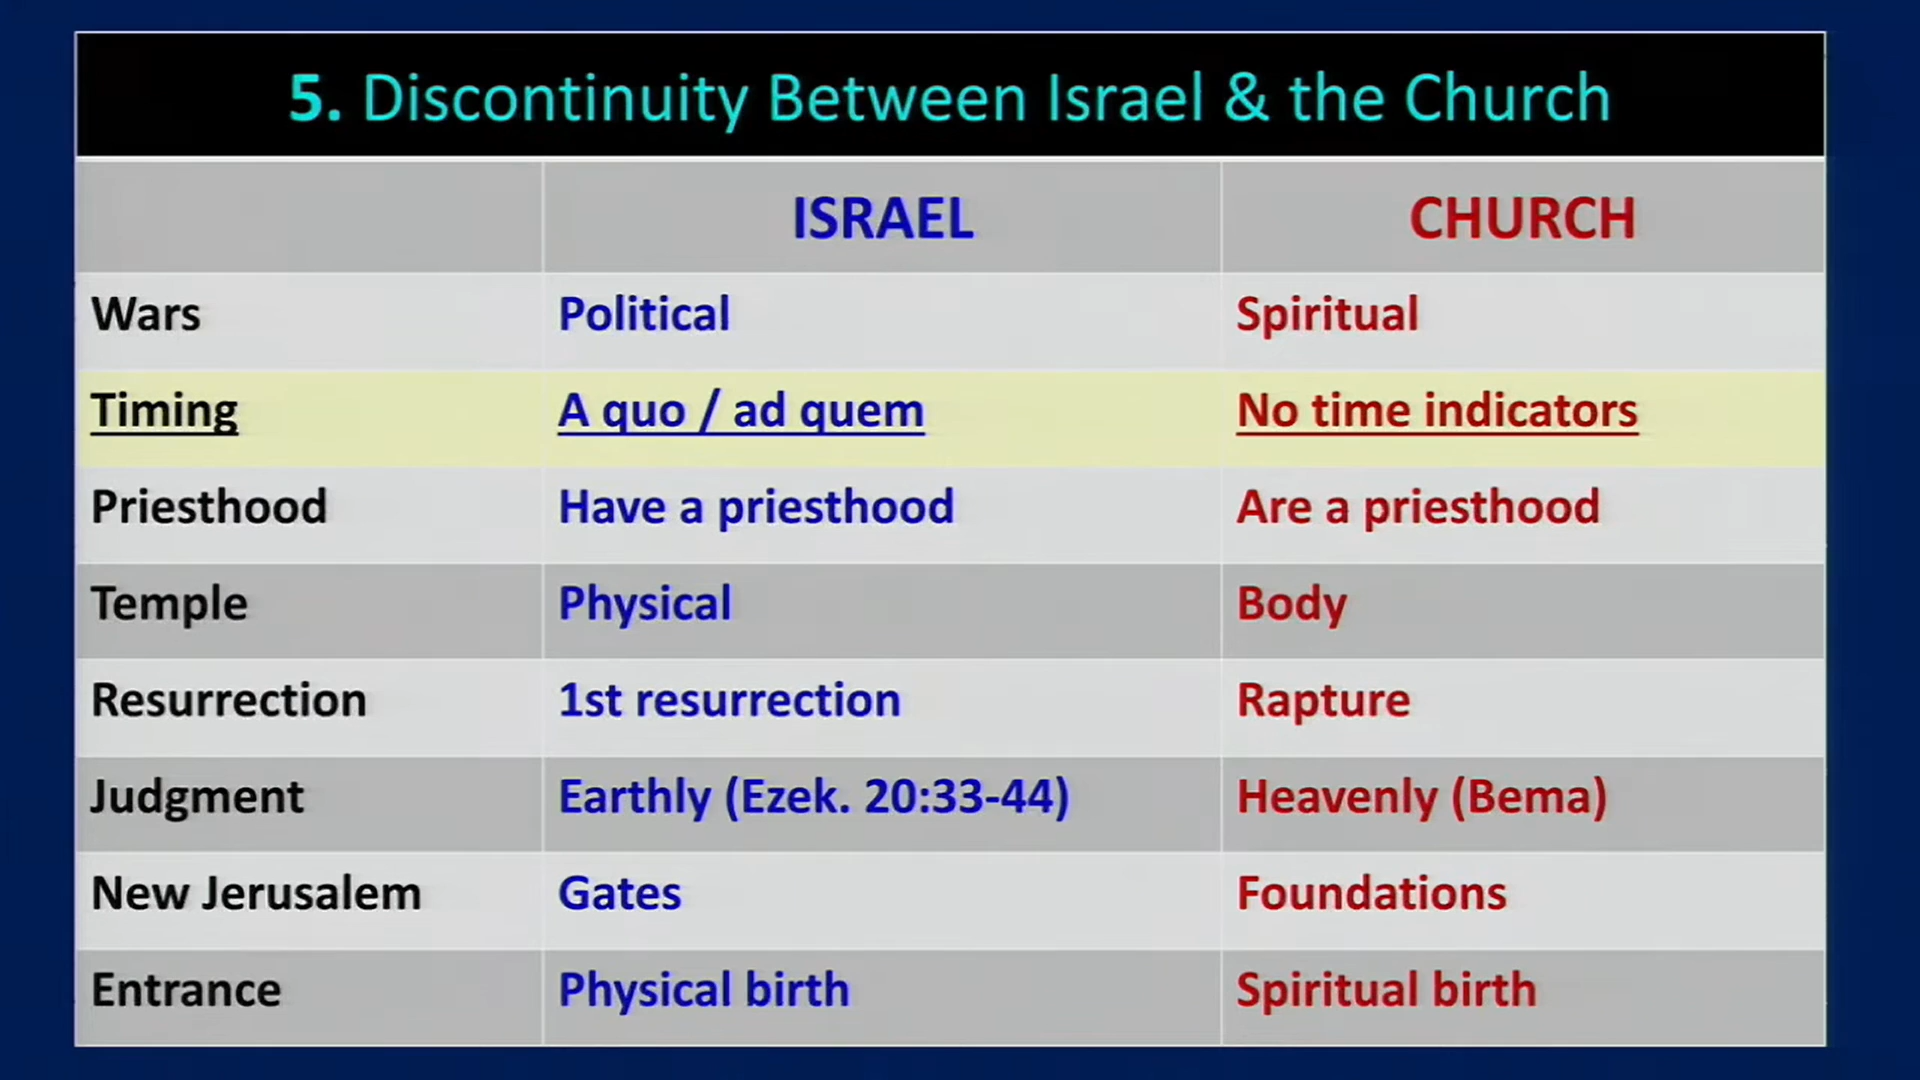 5. Discontinuity Between Israel & the Church
ISRAEL CHURCH
Wars Political Spiritual
Timing A quo / ad quem No time indicators
Priesthood Have a priesthood Are a priesthood
Temple Physical Body
Resurrection 1st resurrection Rapture
Judgment Earthly (Ezek. 20:33-44) Heavenly (Bema)
New Jerusalem Gates Foundations
Entrance Physical birth Spiritual birth